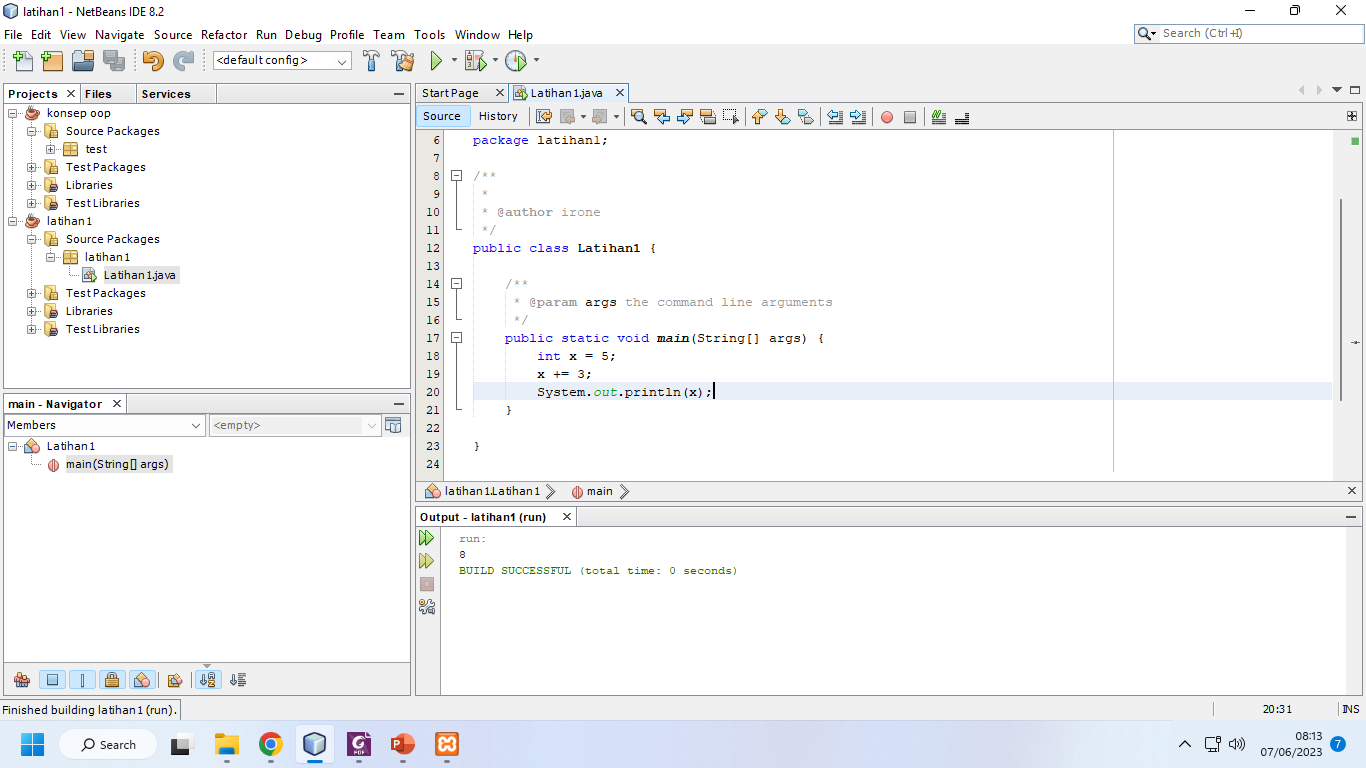 latihan1 - NetBeans IDE 8.2
File Edit View Navigate Source Refactor Run Debug Profile Team Tools Window Help
Search (Ctrl+I)
<default config>
Projects Files Services
konsep oop
Source Packages
test
Test Packages
Libraries
Test Libraries
latihan1
Source Packages
latihan1
Latihan1.java
Test Packages
Libraries
Test Libraries
main - Navigator
Members <empty>
Latihan1
main(String[] args)
Start Page Latihan1.java
Source History
6 package latihan1;
7
8 /**
9 *
10 * @author irone
11 */
12 public class Latihan1 {
13
14 /**
15 * @param args the command line arguments
16 */
17 public static void main(String[] args) {
18 int x = 5;
19 x += 3;
20 System.out.println(x);
21 }
22
23 }
24
latihan1.Latihan1 main
Output - latihan1 (run)
run:
8
BUILD SUCCESSFUL (total time: 0 seconds)
Finished building latihan1 (run).
20:31 INS
Search
PDF
08:13
07/06/2023
7